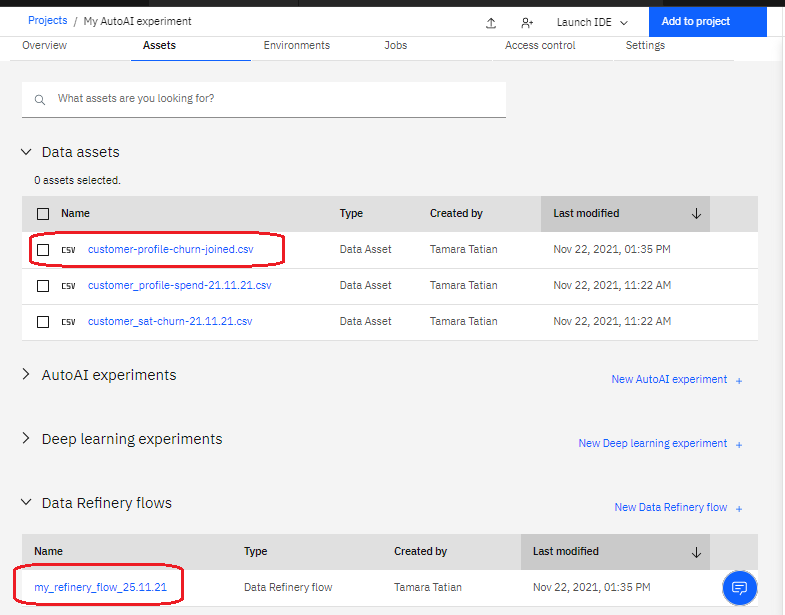 Projects / My AutoAI experiment
Launch IDE
Add to project
Overview Assets Environments Jobs Access control Settings
What assets are you looking for?
Data assets
0 assets selected.
Name Type Created by Last modified
CSV customer-profile-churn-joined.csv Data Asset Tamara Tatian Nov 22, 2021, 01:35 PM
CSV customer_profile-spend-21.11.21.csv Data Asset Tamara Tatian Nov 22, 2021, 11:22 AM
CSV customer_sat-churn-21.11.21.csv Data Asset Tamara Tatian Nov 22, 2021, 11:22 AM
AutoAI experiments New AutoAI experiment +
Deep learning experiments New Deep learning experiment +
Data Refinery flows New Data Refinery flow +
Name Type Created by Last modified
my_refinery_flow_25.11.21 Data Refinery flow Tamara Tatian Nov 22, 2021, 01:35 PM